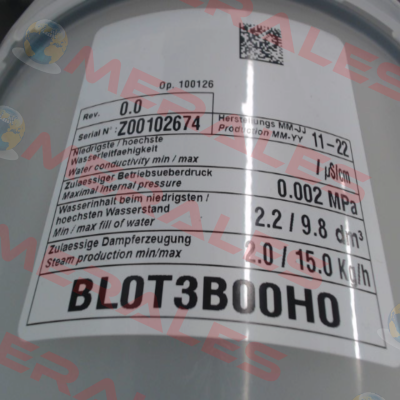 Op. 100126
Rev. 0.0
Serial N°: Z00102674
Herstellungs MM-JJ
Production MM-YY 11-22
Niedrigste / hoechste
Wasserleitfaehigkeit
Water conductivity min / max / µS/cm
Zulaessiger Betriebsueberdruck
Maximal internal pressure 0.002 MPa
Wasserinhalt beim niedrigsten /
hoechsten Wasserstand
Min / max fill of water 2.2 / 9.8 dm³
Zulaessige Dampferzeugung
Steam production min/max 2.0 / 15.0 Kg/h
BL0T3B00H0
MERALES